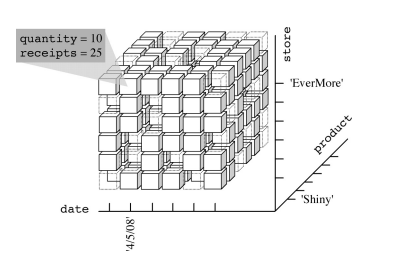 quantity = 10
receipts = 25
store
'EverMore'
product
'Shiny'
date
'4/5/08'